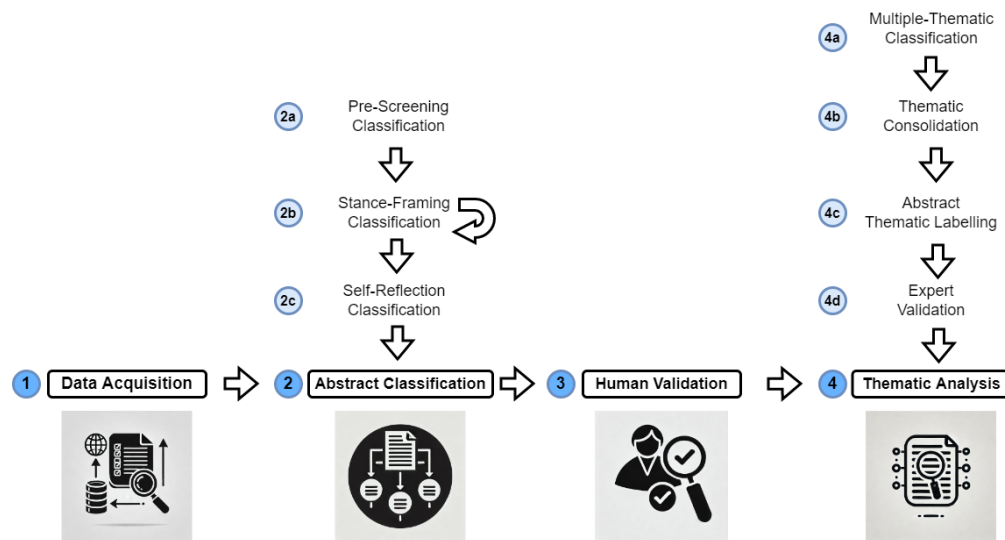 4a
Multiple-Thematic
Classification
2a
Pre-Screening
Classification
4b
Thematic
Consolidation
2b
Stance-Framing
Classification
4c
Abstract
Thematic Labelling
2c
Self-Reflection
Classification
4d
Expert
Validation
1 Data Acquisition
2 Abstract Classification
3 Human Validation
4 Thematic Analysis